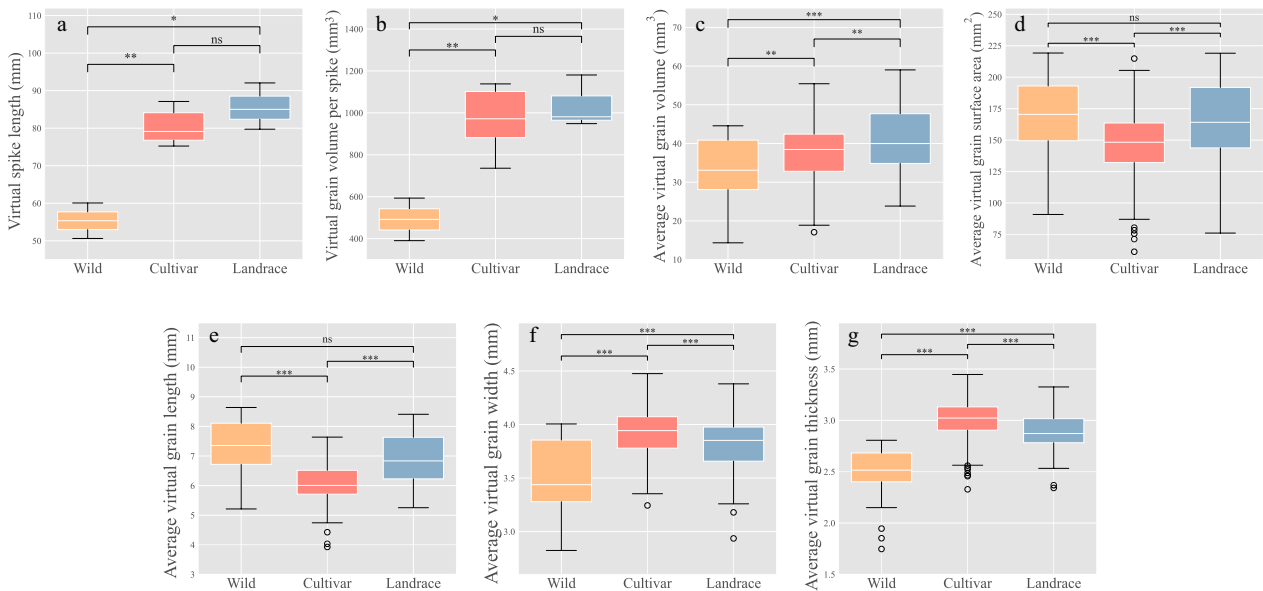 a
Virtual spike length (mm)
110
100
90
80
70
60
50
*
**
ns
Wild Cultivar Landrace
b
Virtual grain volume per spike (mm³)
1400
1200
1000
800
600
400
*
**
ns
Wild Cultivar Landrace
c
Average virtual grain volume (mm³)
70
60
50
40
30
20
10
***
**
**
Wild Cultivar Landrace
d
Average virtual grain surface area (mm²)
250
225
200
175
150
125
100
75
ns
***
***
Wild Cultivar Landrace
e
Average virtual grain length (mm)
11
10
9
8
7
6
5
4
3
ns
***
***
Wild Cultivar Landrace
f
Average virtual grain width (mm)
4.5
4.0
3.5
3.0
***
***
***
Wild Cultivar Landrace
g
Average virtual grain thickness (mm)
3.5
3.0
2.5
2.0
1.5
***
***
***
Wild Cultivar Landrace